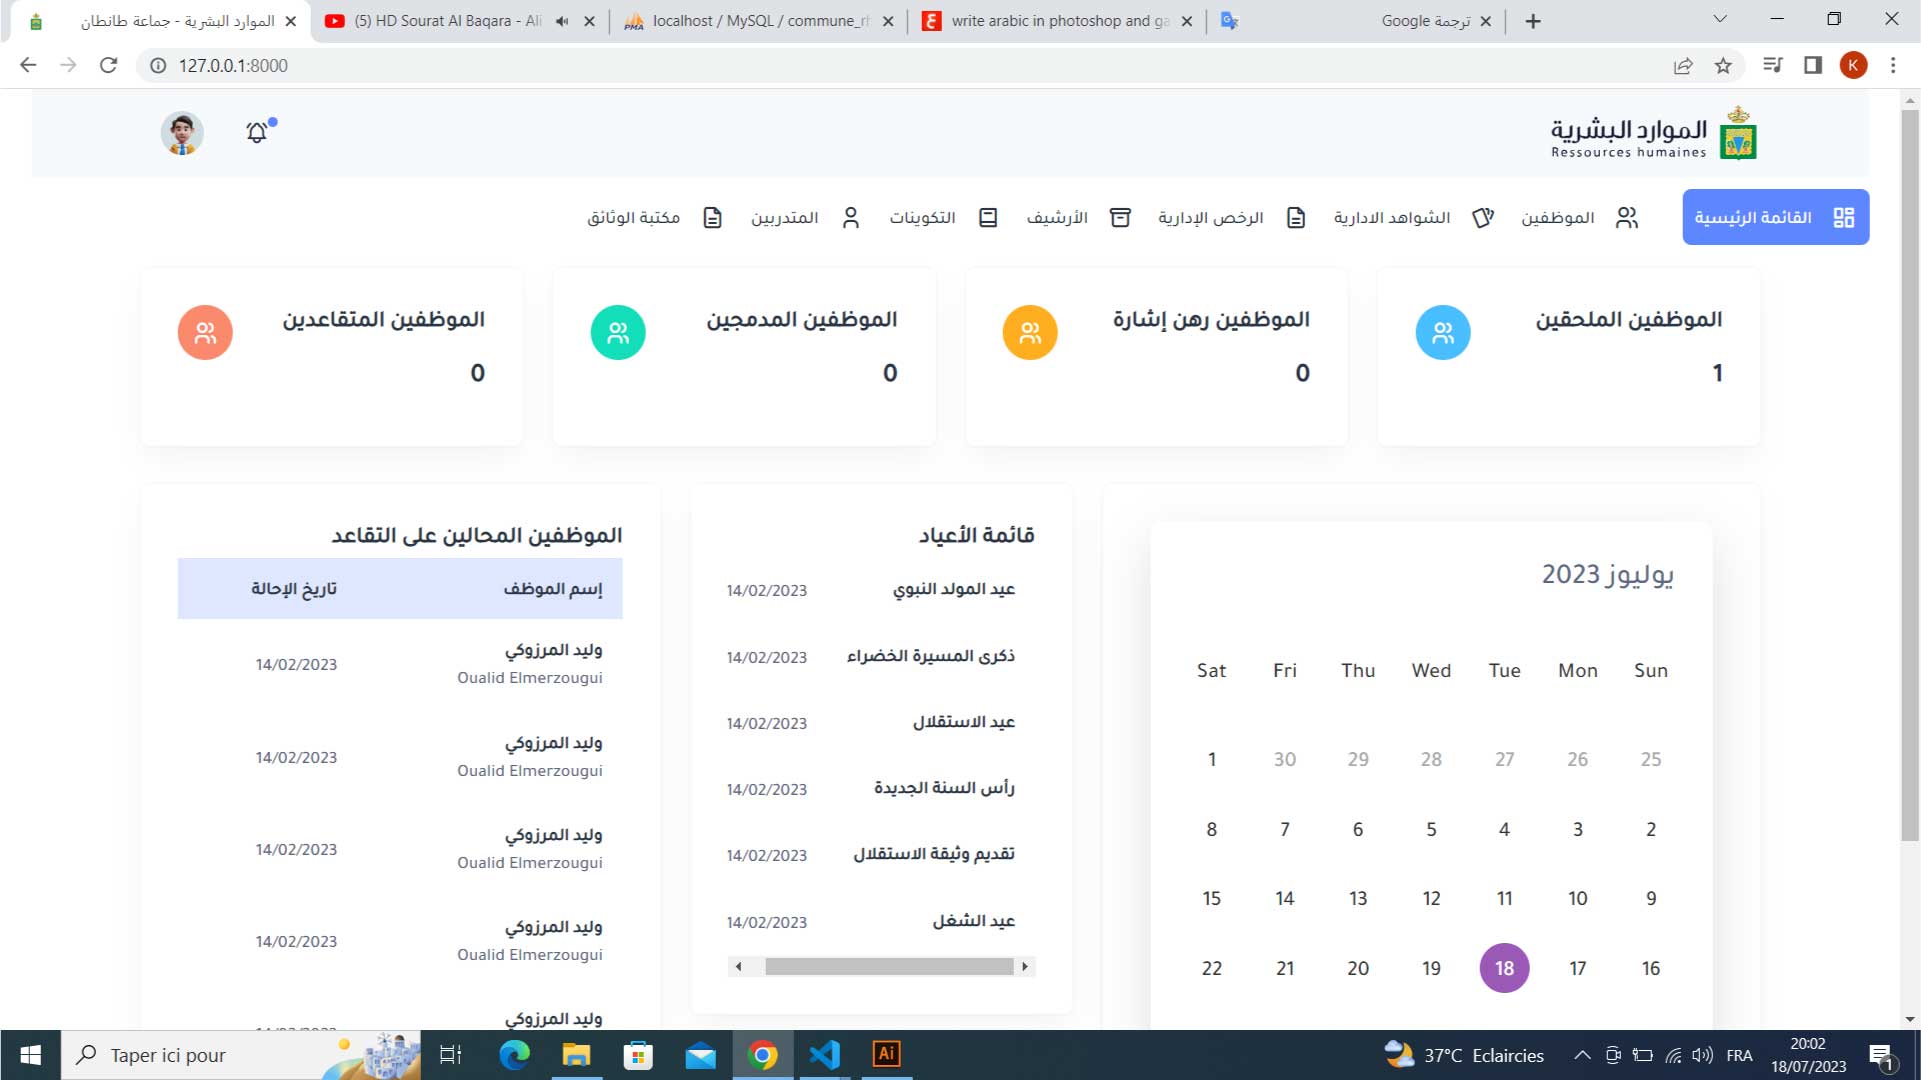 الموارد البشرية - جماعة طانطان
(5) HD Sourat Al Baqara - Ali
localhost / MySQL / commune_rh
write arabic in photoshop and ga
ترجمة Google
127.0.0.1:8000
K
الموارد البشرية
Ressources humaines
القائمة الرئيسية
الموظفين
الشواهد الادارية
الرخص الإدارية
الأرشيف
التكوينات
المتدربين
مكتبة الوثائق
الموظفين الملحقين
1
الموظفين رهن إشارة
0
الموظفين المدمجين
0
الموظفين المتقاعدين
0
يوليوز 2023
Sun Mon Tue Wed Thu Fri Sat
25 26 27 28 29 30 1
2 3 4 5 6 7 8
9 10 11 12 13 14 15
16 17 18 19 20 21 22
قائمة الأعياد
عيد المولد النبوي 14/02/2023
ذكرى المسيرة الخضراء 14/02/2023
عيد الاستقلال 14/02/2023
رأس السنة الجديدة 14/02/2023
تقديم وثيقة الاستقلال 14/02/2023
عيد الشغل 14/02/2023
الموظفين المحالين على التقاعد
إسم الموظف تاريخ الإحالة
وليد المرزوكي
Oualid Elmerzougui
14/02/2023
وليد المرزوكي
Oualid Elmerzougui
14/02/2023
وليد المرزوكي
Oualid Elmerzougui
14/02/2023
وليد المرزوكي
Oualid Elmerzougui
14/02/2023
وليد المرزوكي
Taper ici pour
Ai
37°C Eclaircies
FRA
20:02
18/07/2023
1